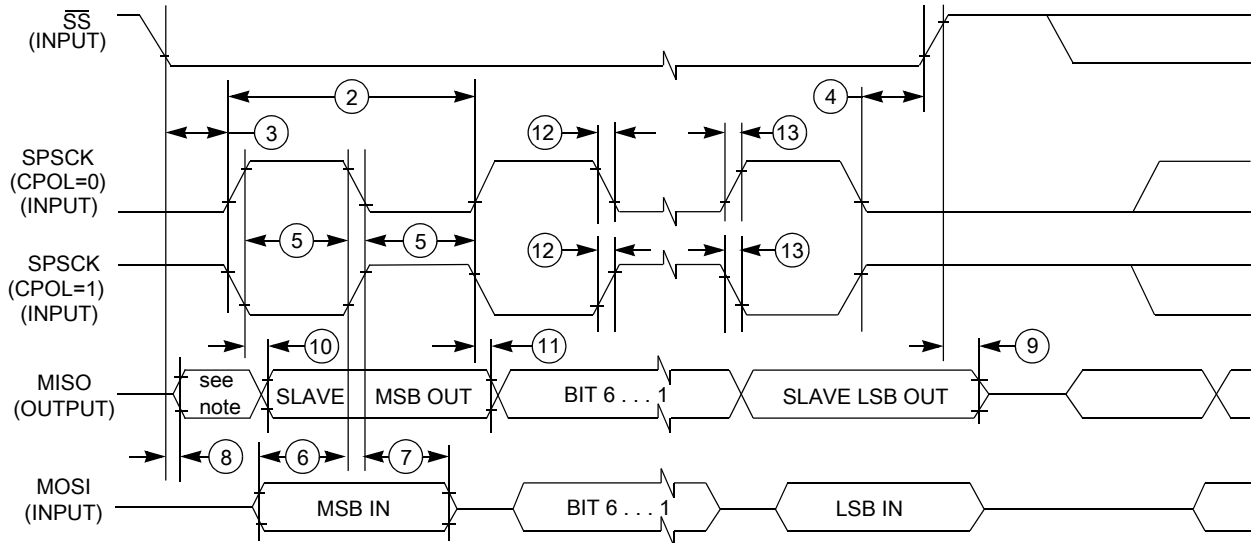 SS
(INPUT)
2
4
3
12
13
SPSCK
(CPOL=0)
(INPUT)
5
5
SPSCK
(CPOL=1)
(INPUT)
12
13
10
11
9
MISO
(OUTPUT)
see
note
SLAVE
MSB OUT
BIT 6 . . . 1
SLAVE LSB OUT
8
6
7
MOSI
(INPUT)
MSB IN
BIT 6 . . . 1
LSB IN